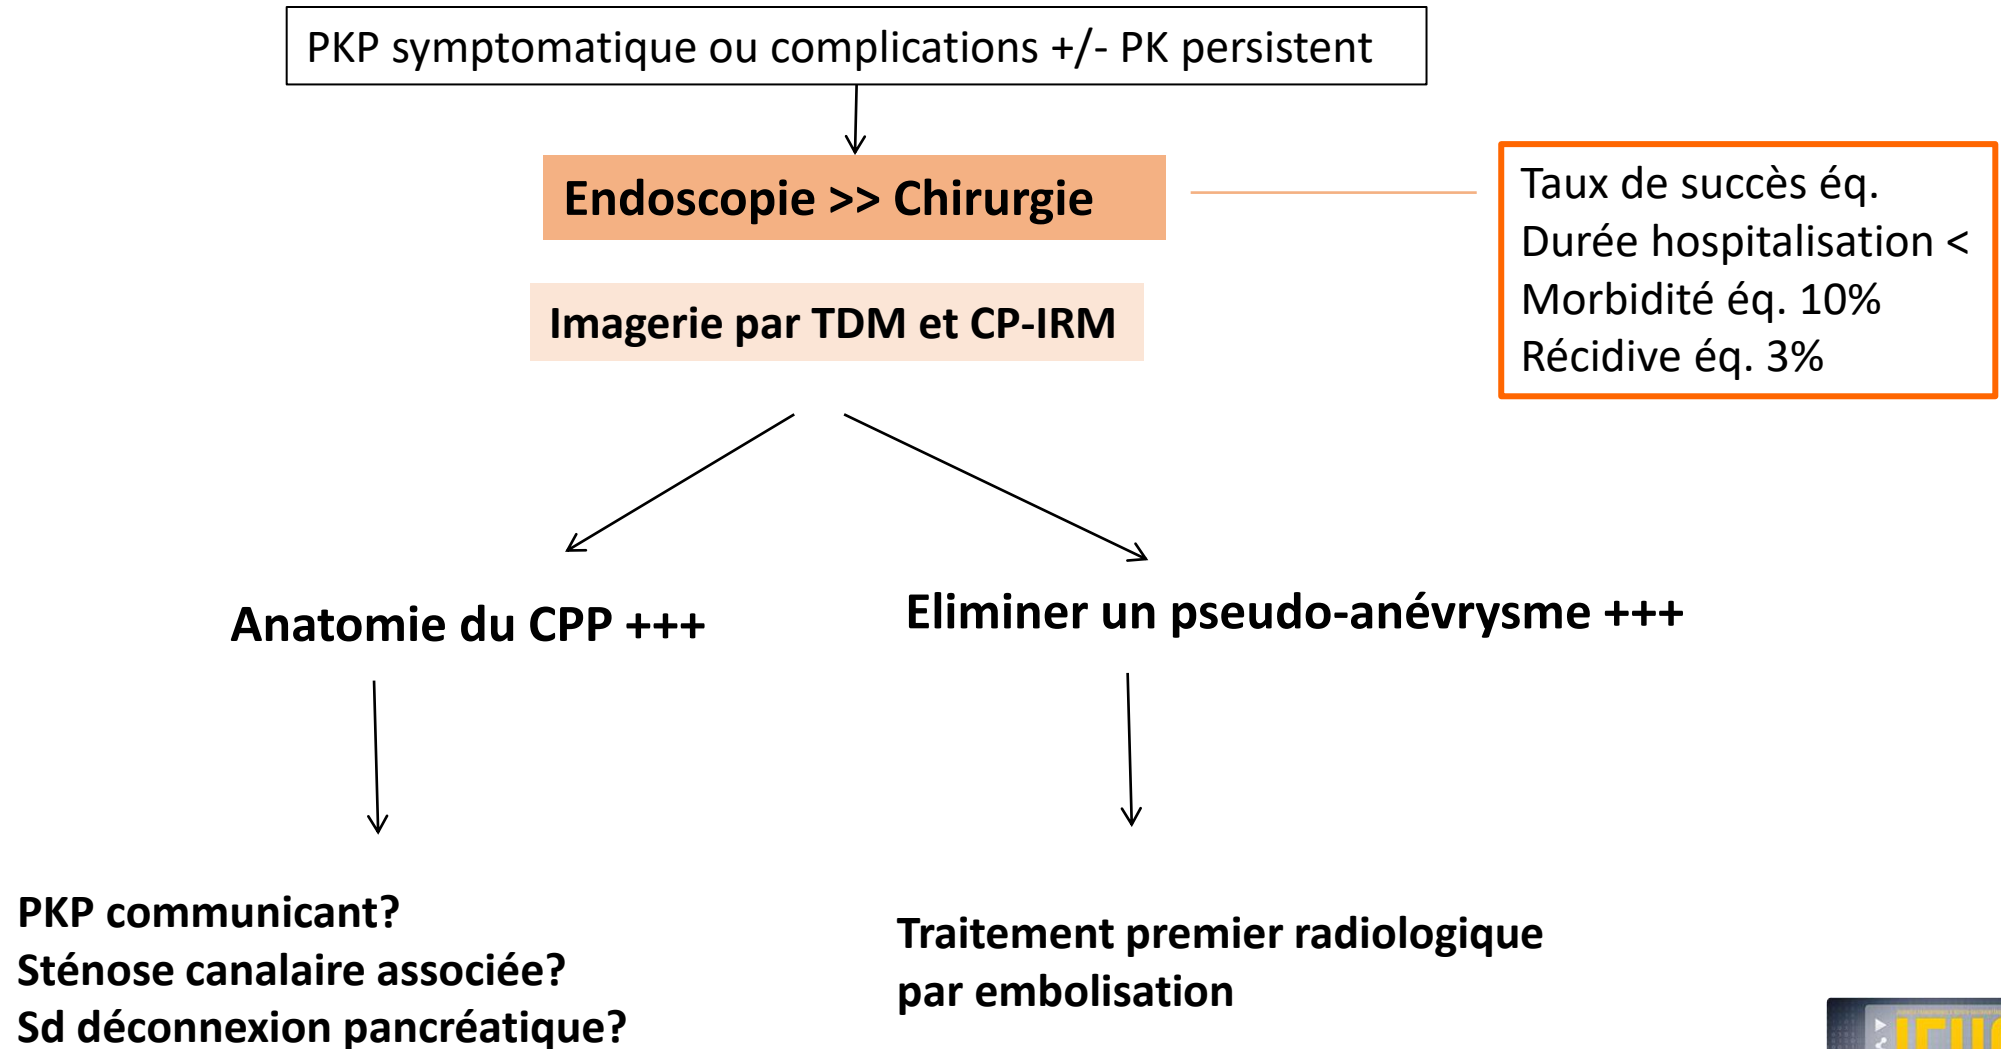 PKP symptomatique ou complications +/- PK persistent
Endoscopie >> Chirurgie
Imagerie par TDM et CP-IRM
Taux de succès éq.
Durée hospitalisation <
Morbidité éq. 10%
Récidive éq. 3%
Anatomie du CPP +++
Eliminer un pseudo-anévrysme +++
PKP communicant?
Sténose canalaire associée?
Sd déconnexion pancréatique?
Traitement premier radiologique
par embolisation